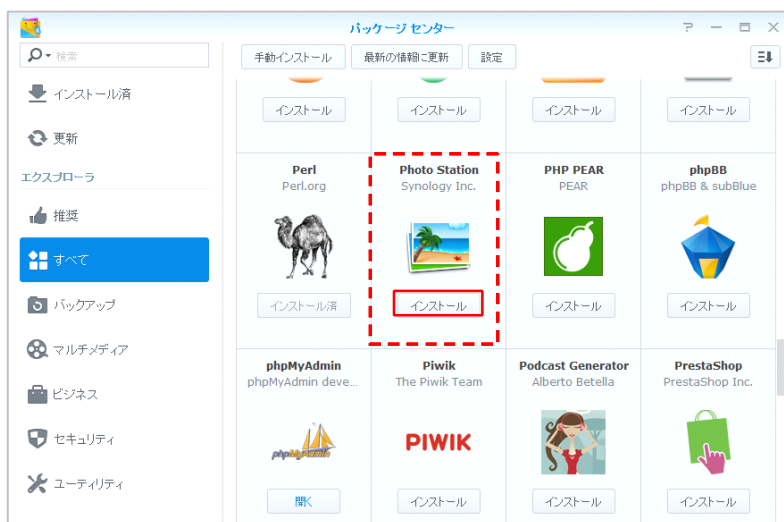 パッケージ センター
検索
手動インストール
最新の情報に更新
設定
インストール済
更新
エクスプローラ
推奨
すべて
バックアップ
マルチメディア
ビジネス
セキュリティ
ユーティリティ
インストール
インストール
インストール
インストール
Perl
Perl.org
インストール済
Photo Station
Synology Inc.
インストール
PHP PEAR
PEAR
インストール
phpBB
phpBB & subBlue
インストール
phpMyAdmin
phpMyAdmin deve...
phpMyAdmin
開く
Piwik
The Piwik Team
PIWIK
インストール
Podcast Generator
Alberto Betella
インストール
PrestaShop
PrestaShop Inc.
インストール